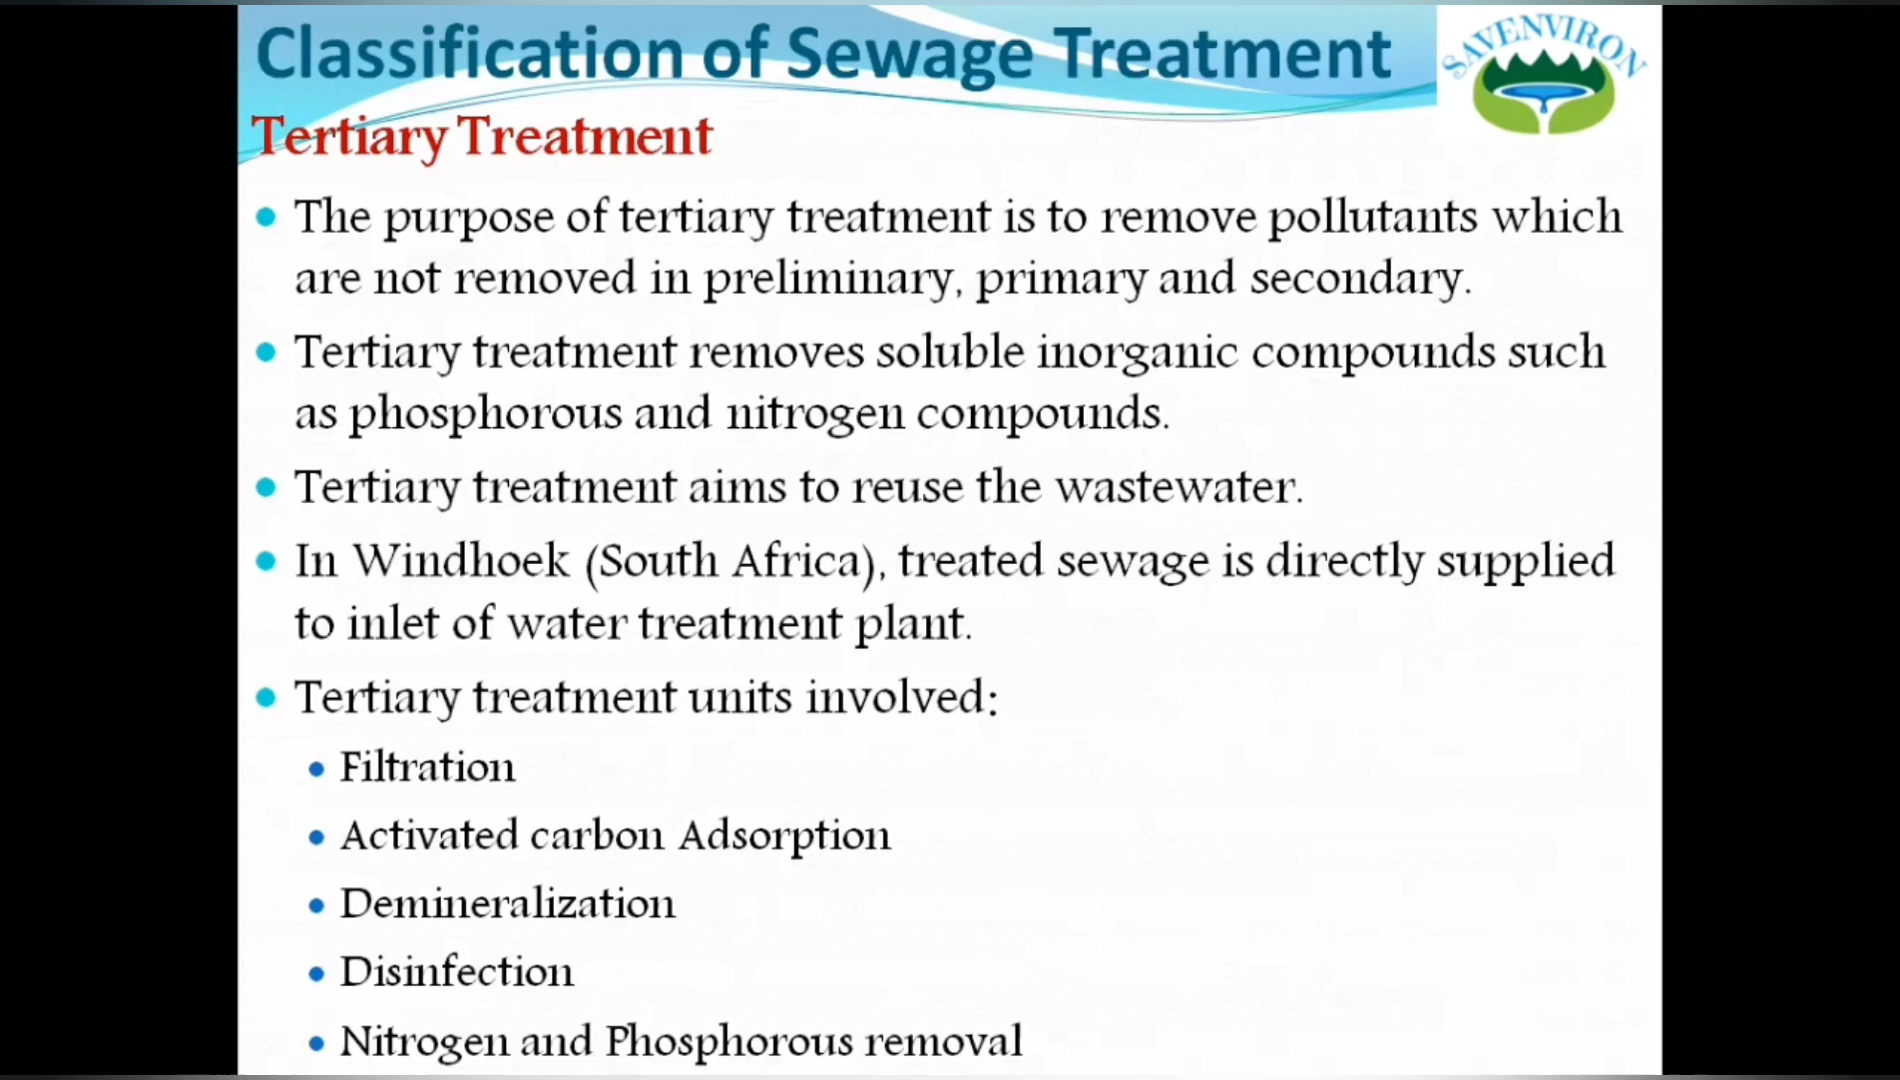 Classification of Sewage Treatment
SAVENVIRON
Tertiary Treatment
• The purpose of tertiary treatment is to remove pollutants which
are not removed in preliminary, primary and secondary.
• Tertiary treatment removes soluble inorganic compounds such
as phosphorous and nitrogen compounds.
• Tertiary treatment aims to reuse the wastewater.
• In Windhoek (South Africa), treated sewage is directly supplied
to inlet of water treatment plant.
• Tertiary treatment units involved:
• Filtration
• Activated carbon Adsorption
• Demineralization
• Disinfection
• Nitrogen and Phosphorous removal